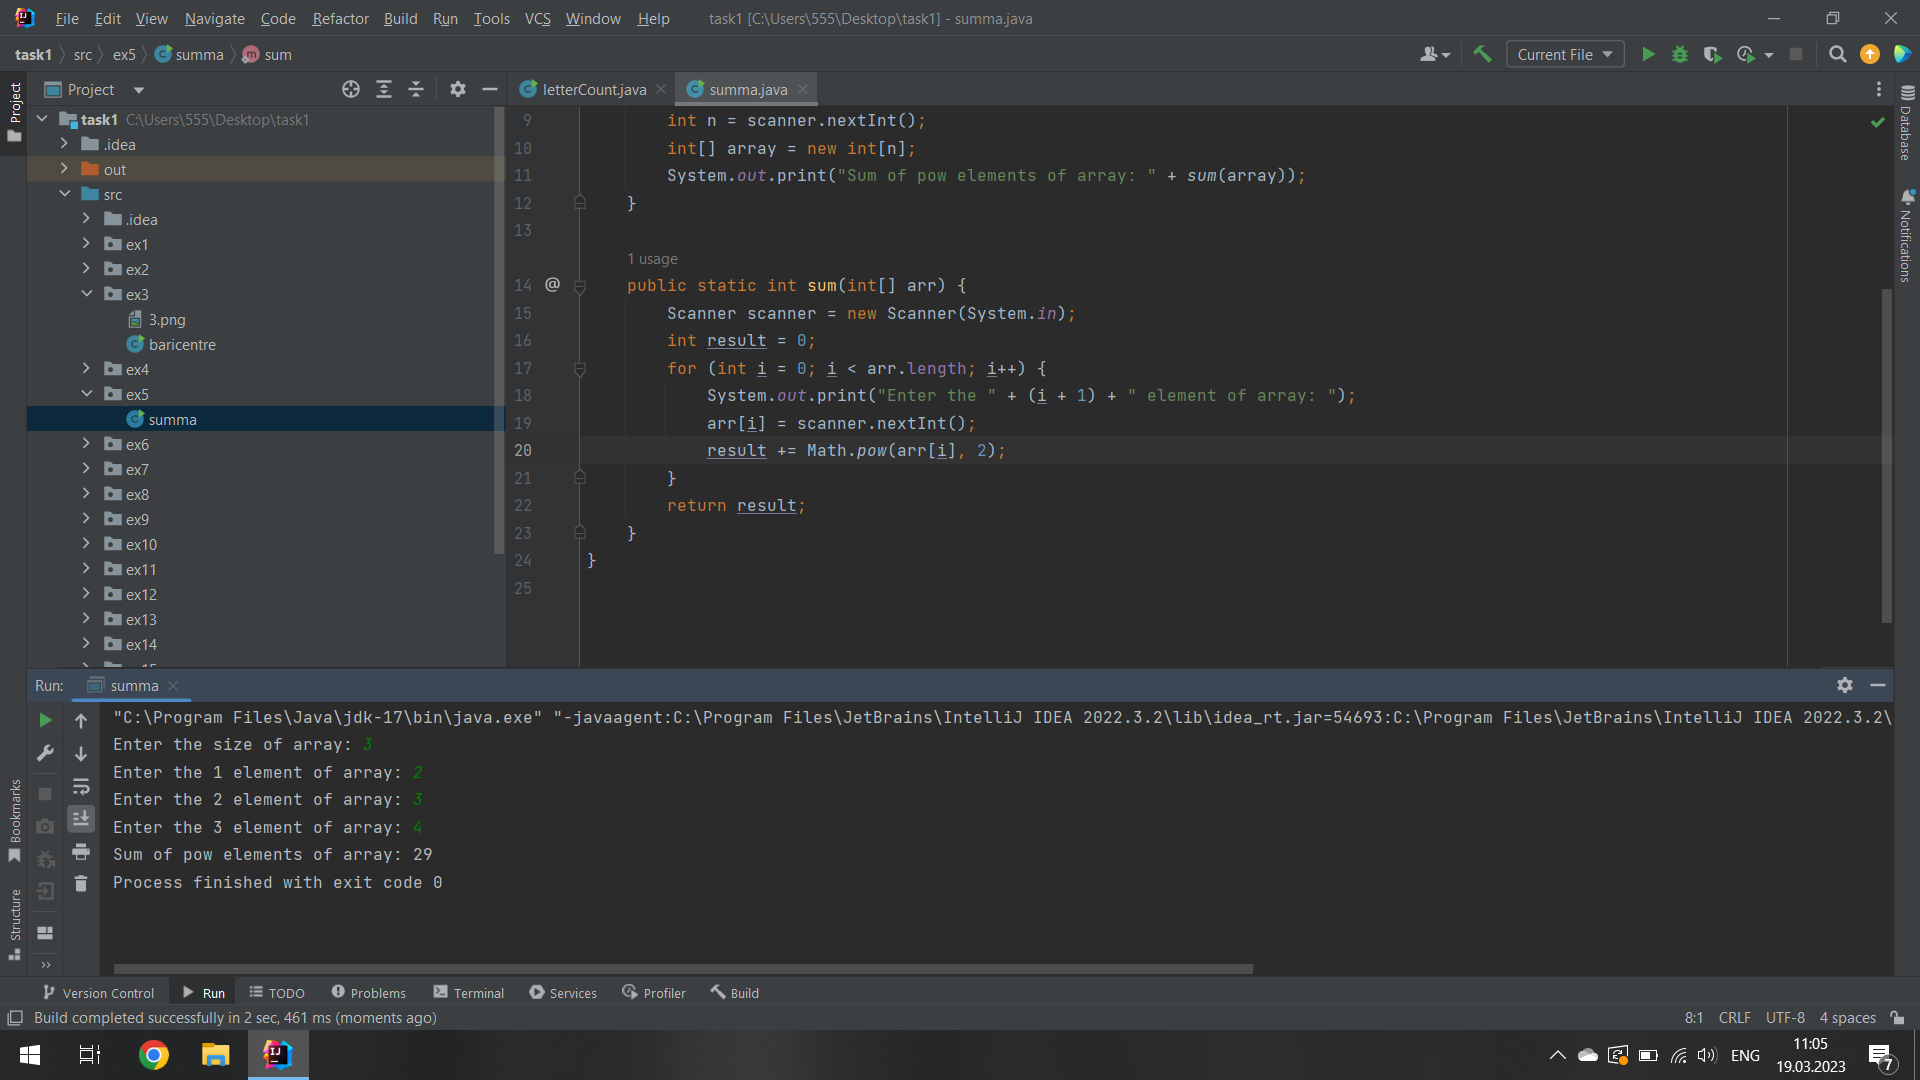 File Edit View Navigate Code Refactor Build Run Tools VCS Window Help task1 [C:\Users\555\Desktop\task1] - summa.java
task1 src ex5 summa m sum Current File
Project
Project
letterCount.java
summa.java
task1 C:\Users\555\Desktop\task1
.idea
out
src
.idea
ex1
ex2
ex3
3.png
baricentre
ex4
ex5
summa
ex6
ex7
ex8
ex9
ex10
ex11
ex12
ex13
ex14
9 int n = scanner.nextInt();
10 int[] array = new int[n];
11 System.out.print("Sum of pow elements of array: " + sum(array));
12 }
13
1 usage
14 @ public static int sum(int[] arr) {
15 Scanner scanner = new Scanner(System.in);
16 int result = 0;
17 for (int i = 0; i < arr.length; i++) {
18 System.out.print("Enter the " + (i + 1) + " element of array: ");
19 arr[i] = scanner.nextInt();
20 result += Math.pow(arr[i], 2);
21 }
22 return result;
23 }
24 }
25
Database
Notifications
Run: summa
"C:\Program Files\Java\jdk-17\bin\java.exe" "-javaagent:C:\Program Files\JetBrains\IntelliJ IDEA 2022.3.2\lib\idea_rt.jar=54693:C:\Program Files\JetBrains\IntelliJ IDEA 2022.3.2\
Enter the size of array: 3
Enter the 1 element of array: 2
Enter the 2 element of array: 3
Enter the 3 element of array: 4
Sum of pow elements of array: 29
Process finished with exit code 0
Bookmarks
Structure
Version Control Run TODO Problems Terminal Services Profiler Build
Build completed successfully in 2 sec, 461 ms (moments ago) 8:1 CRLF UTF-8 4 spaces
ENG
11:05
19.03.2023
7